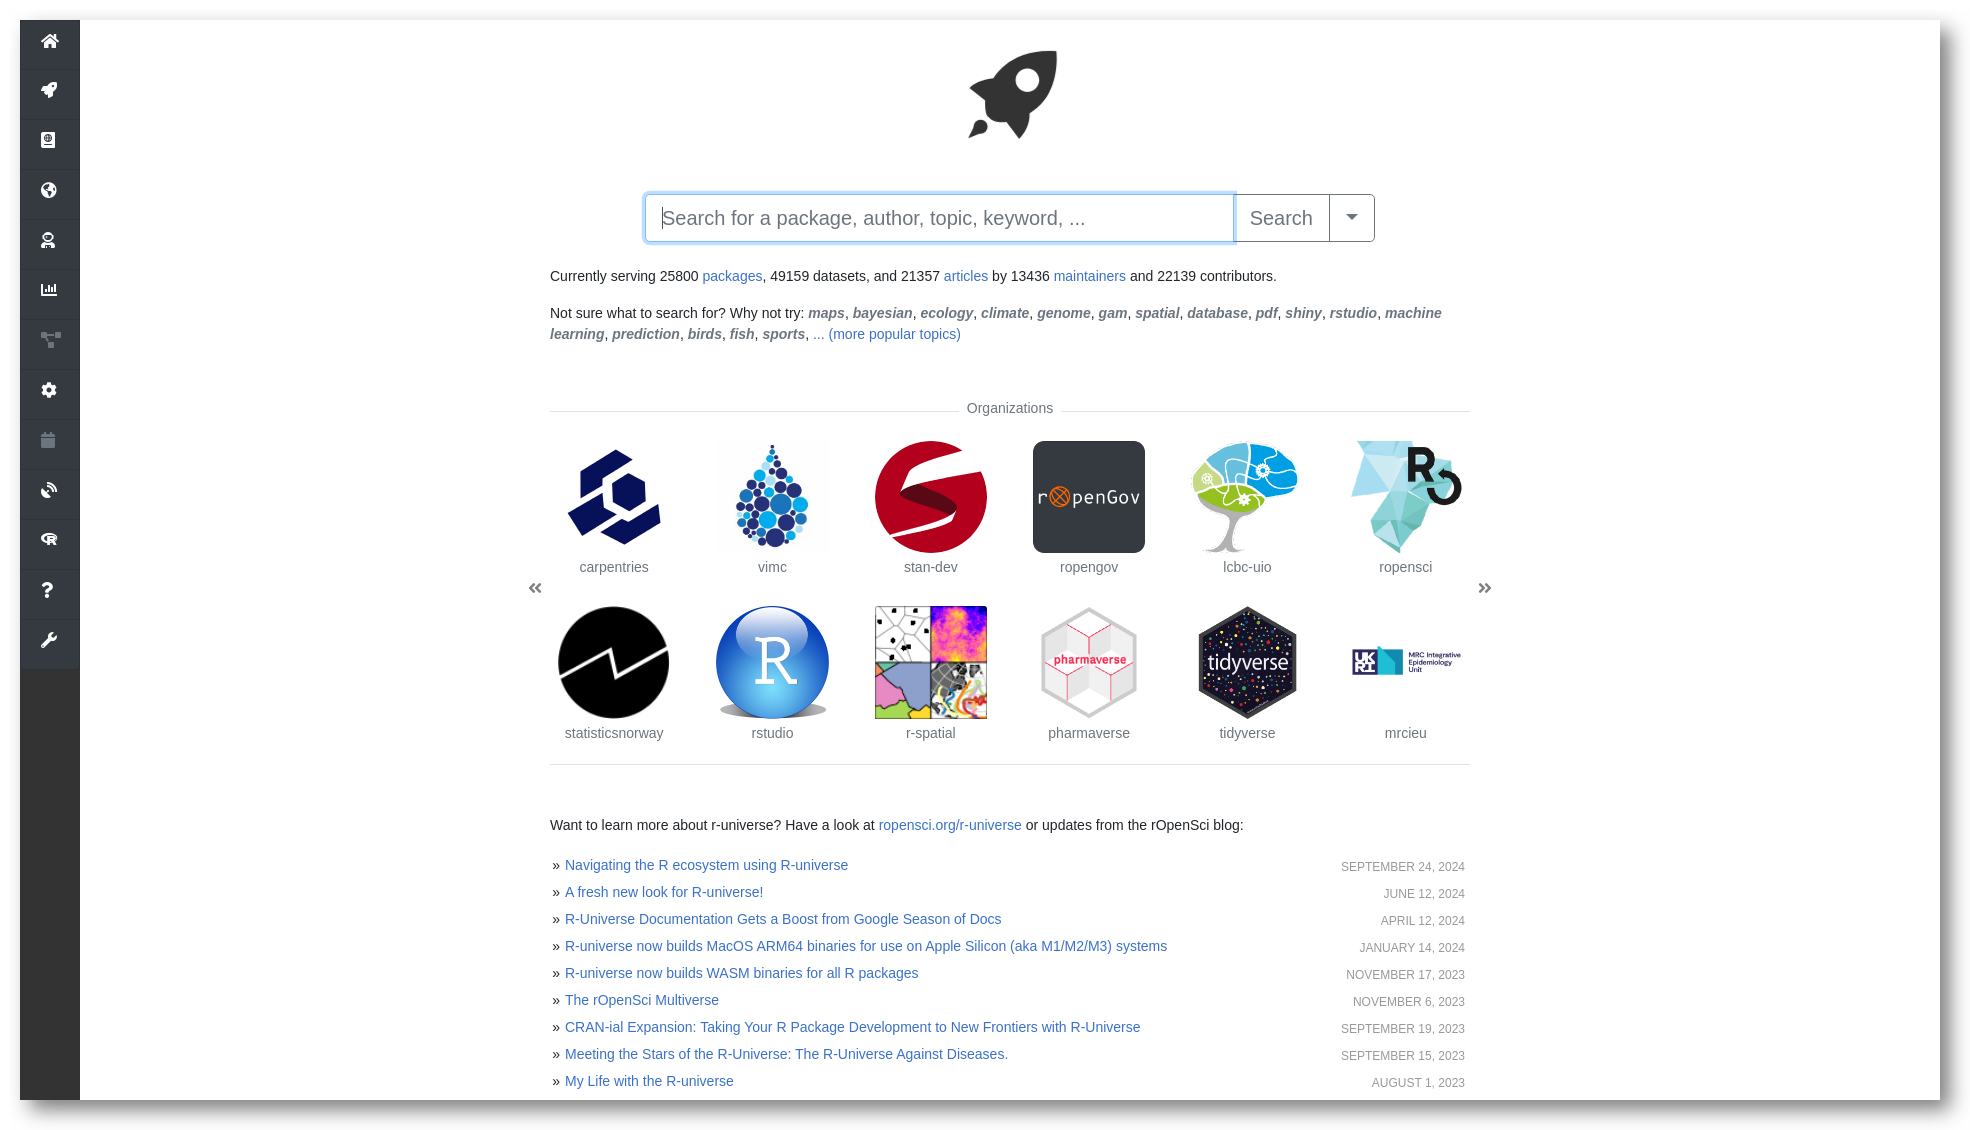 Search for a package, author, topic, keyword, ... Search
Currently serving 25800 packages, 49159 datasets, and 21357 articles by 13436 maintainers and 22139 contributors.
Not sure what to search for? Why not try: maps, bayesian, ecology, climate, genome, gam, spatial, database, pdf, shiny, rstudio, machine
learning, prediction, birds, fish, sports, ... (more popular topics)
Organizations
rOpenGov
R
carpentries vimc stan-dev ropengov lcbc-uio ropensci
« »
R
pharmaverse
tidyverse
UKRI
MRC Integrative
Epidemiology
Unit
statisticsnorway rstudio r-spatial pharmaverse tidyverse mrcieu
Want to learn more about r-universe? Have a look at ropensci.org/r-universe or updates from the rOpenSci blog:
» Navigating the R ecosystem using R-universe SEPTEMBER 24, 2024
» A fresh new look for R-universe! JUNE 12, 2024
» R-Universe Documentation Gets a Boost from Google Season of Docs APRIL 12, 2024
» R-universe now builds MacOS ARM64 binaries for use on Apple Silicon (aka M1/M2/M3) systems JANUARY 14, 2024
» R-universe now builds WASM binaries for all R packages NOVEMBER 17, 2023
» The rOpenSci Multiverse NOVEMBER 6, 2023
» CRAN-ial Expansion: Taking Your R Package Development to New Frontiers with R-Universe SEPTEMBER 19, 2023
» Meeting the Stars of the R-Universe: The R-Universe Against Diseases. SEPTEMBER 15, 2023
» My Life with the R-universe AUGUST 1, 2023